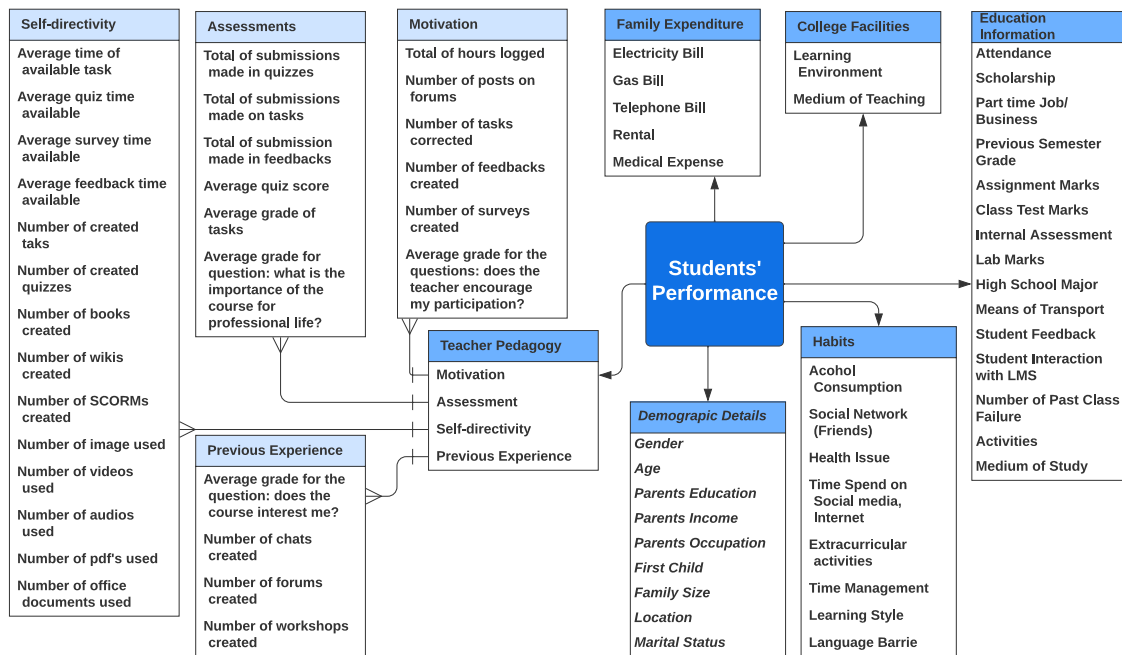 Self-directivity
Average time of
available task
Average quiz time
available
Average survey time
available
Average feedback time
available
Number of created
taks
Number of created
quizzes
Number of books
created
Number of wikis
created
Number of SCORMs
created
Number of image used
Number of videos
used
Number of audios
used
Number of pdf's used
Number of office
documents used
Assessments
Total of submissions
made in quizzes
Total of submissions
made on tasks
Total of submission
made in feedbacks
Average quiz score
Average grade of
tasks
Average grade for
question: what is the
importance of the
course for
professional life?
Motivation
Total of hours logged
Number of posts on
forums
Number of tasks
corrected
Number of feedbacks
created
Number of surveys
created
Average grade for the
questions: does the
teacher encourage
my participation?
Previous Experience
Average grade for the
question: does the
course interest me?
Number of chats
created
Number of forums
created
Number of workshops
created
Teacher Pedagogy
Motivation
Assessment
Self-directivity
Previous Experience
Family Expenditure
Electricity Bill
Gas Bill
Telephone Bill
Rental
Medical Expense
Students'
Performance
College Facilities
Learning
Environment
Medium of Teaching
Demograpic Details
Gender
Age
Parents Education
Parents Income
Parents Occupation
First Child
Family Size
Location
Marital Status
Habits
Acohol
Consumption
Social Network
(Friends)
Health Issue
Time Spend on
Social media,
Internet
Extracurricular
activities
Time Management
Learning Style
Language Barrie
Education
Information
Attendance
Scholarship
Part time Job/
Business
Previous Semester
Grade
Assignment Marks
Class Test Marks
Internal Assessment
Lab Marks
High School Major
Means of Transport
Student Feedback
Student Interaction
with LMS
Number of Past Class
Failure
Activities
Medium of Study